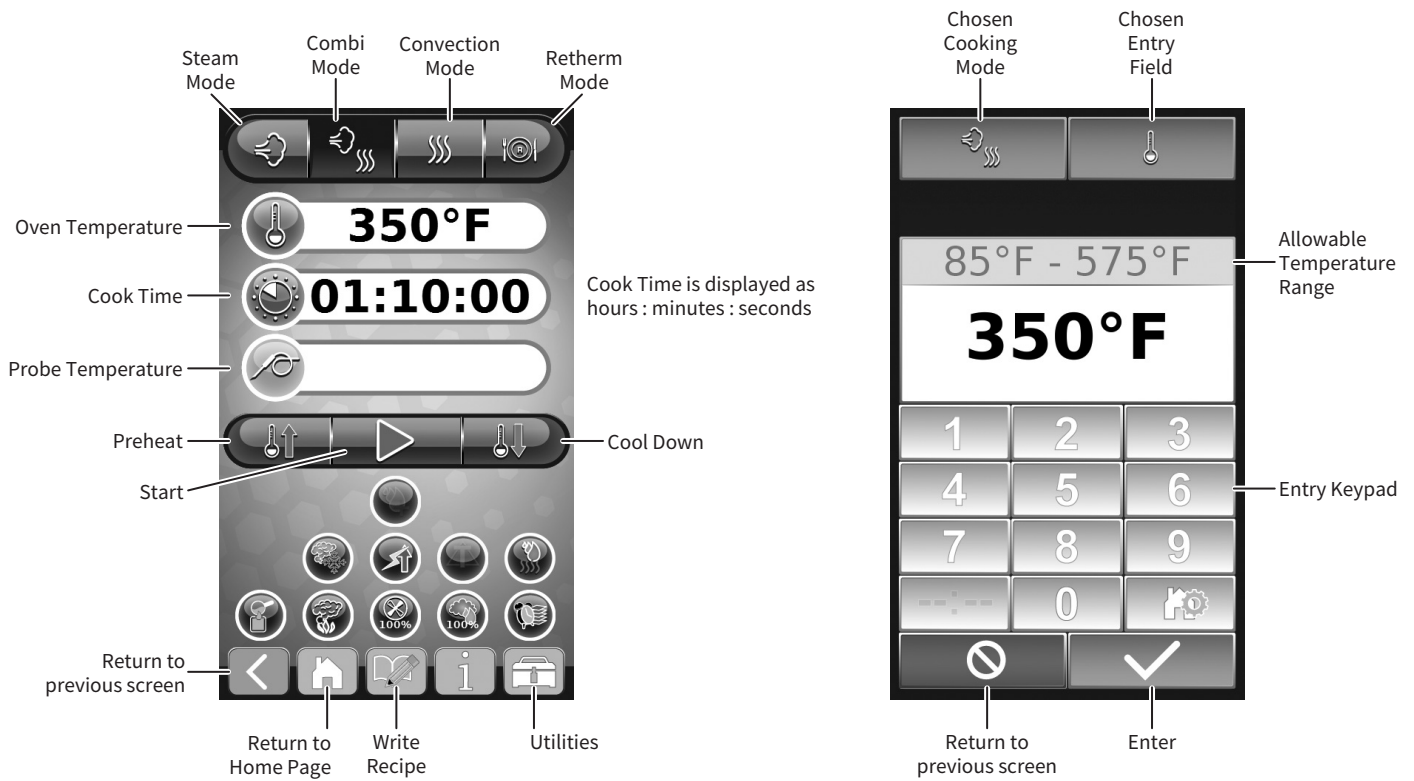 Steam
Mode
Combi
Mode
Convection
Mode
Retherm
Mode
R
Oven Temperature
350°F
Cook Time
01:10:00
Cook Time is displayed as
hours : minutes : seconds
Probe Temperature
Preheat
Cool Down
Start
100%
100%
Return to
previous screen
i
Return to
Home Page
Write
Recipe
Utilities
Chosen
Cooking
Mode
Chosen
Entry
Field
85°F - 575°F
Allowable
Temperature
Range
350°F
1 2 3
4 5 6
Entry Keypad
7 8 9
--:-- 0
Return to
previous screen
Enter